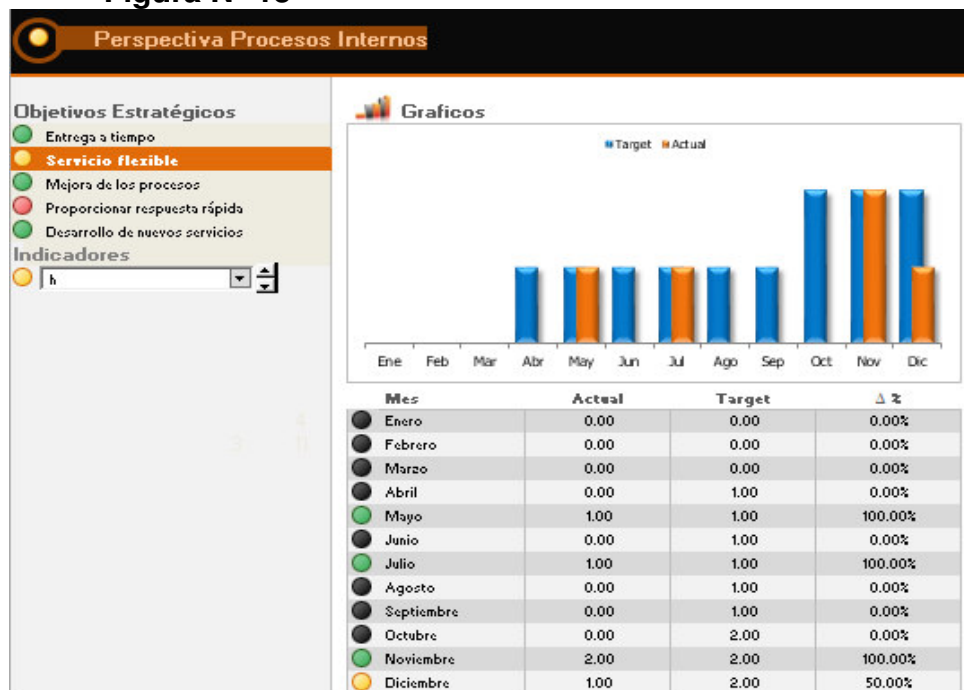 Perspectiva Procesos Internos
Objetivos Estratégicos
Entrega a tiempo
Servicio flexible
Mejora de los procesos
Proporcionar respuesta rápida
Desarrollo de nuevos servicios
Indicadores
h
Graficos
Target Actual
Ene Feb Mar Abr May Jun Jul Ago Sep Oct Nov Dic
Mes Actual Target Δ %
Enero 0.00 0.00 0.00%
Febrero 0.00 0.00 0.00%
Marzo 0.00 0.00 0.00%
Abril 0.00 1.00 0.00%
Mayo 1.00 1.00 100.00%
Junio 0.00 1.00 0.00%
Julio 1.00 1.00 100.00%
Agosto 0.00 1.00 0.00%
Septiembre 0.00 1.00 0.00%
Octubre 0.00 2.00 0.00%
Noviembre 2.00 2.00 100.00%
Diciembre 1.00 2.00 50.00%